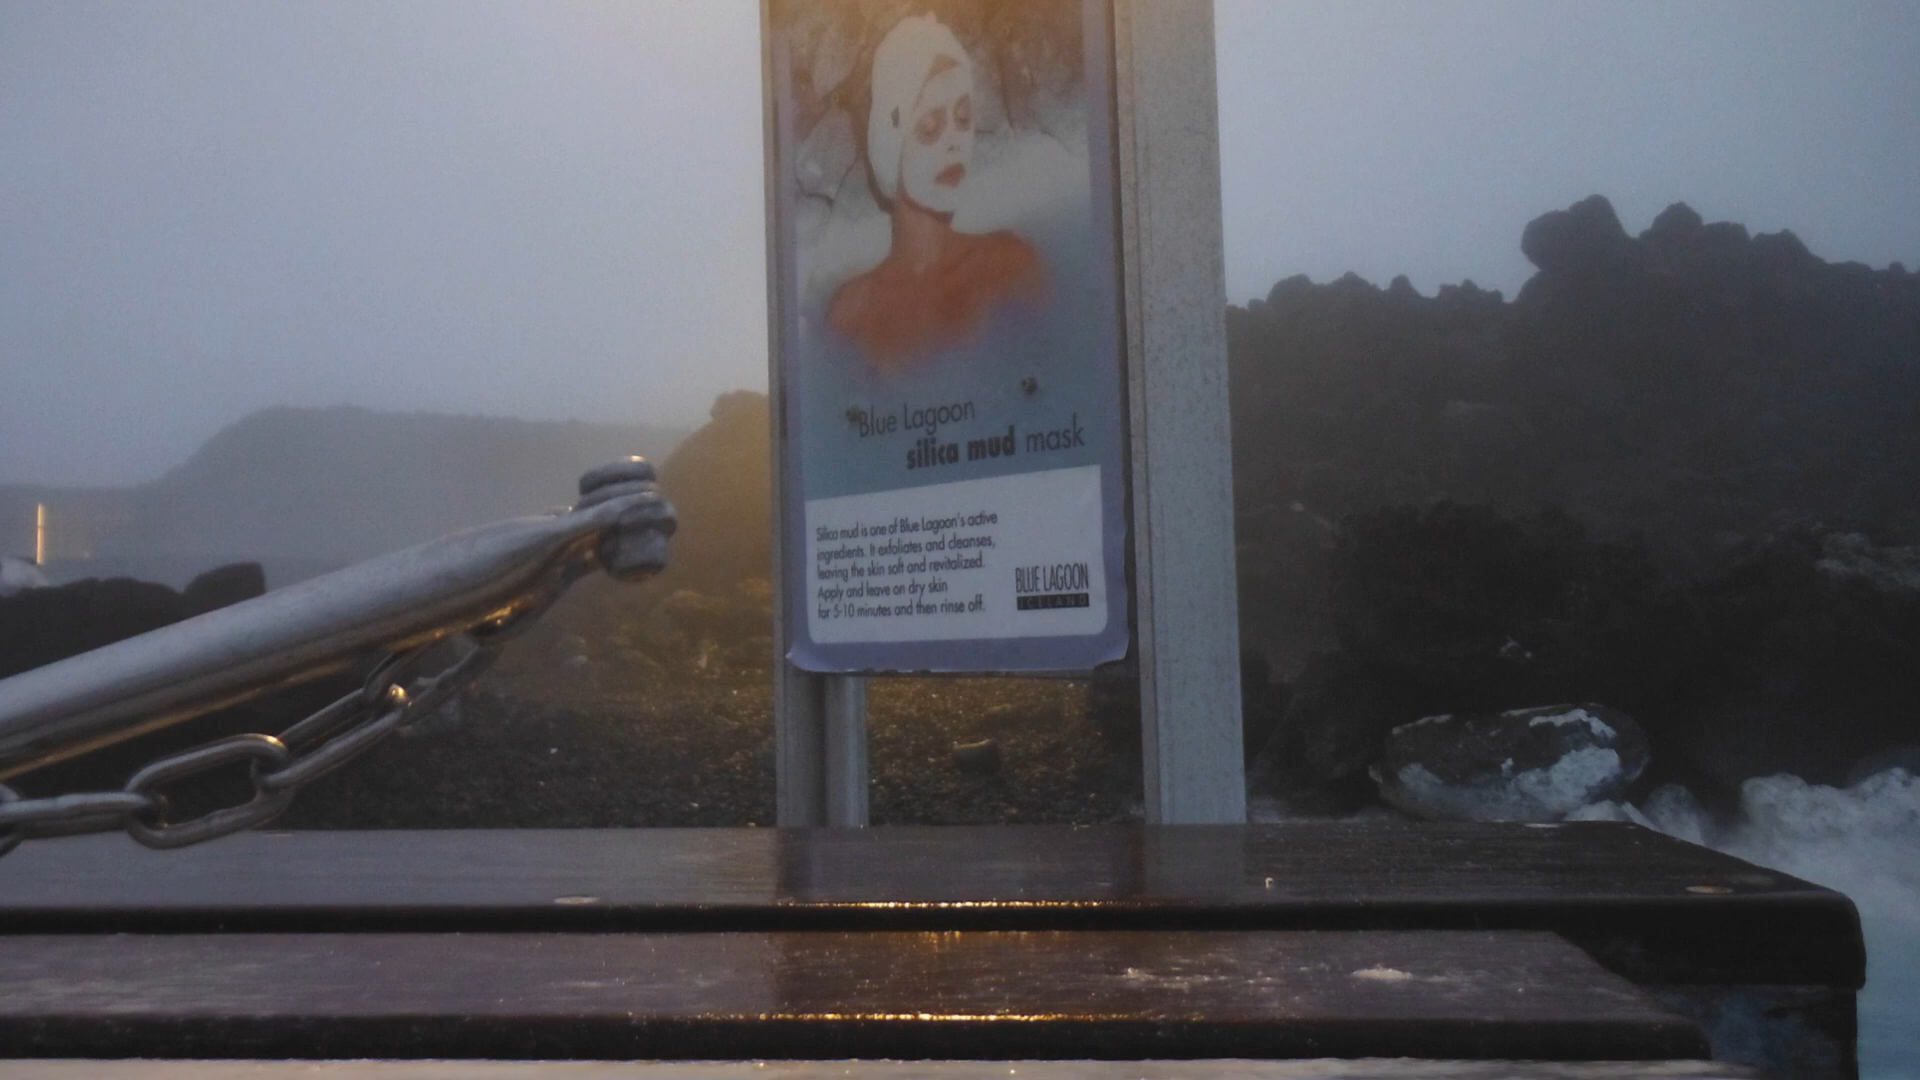 Blue Lagoon
silica mud mask
Silica mud is one of Blue Lagoon's active
ingredients. It exfoliates and cleanses,
leaving the skin soft and revitalized.
Apply and leave on dry skin
for 5-10 minutes and then rinse off.
BLUE LAGOON
ICELAND